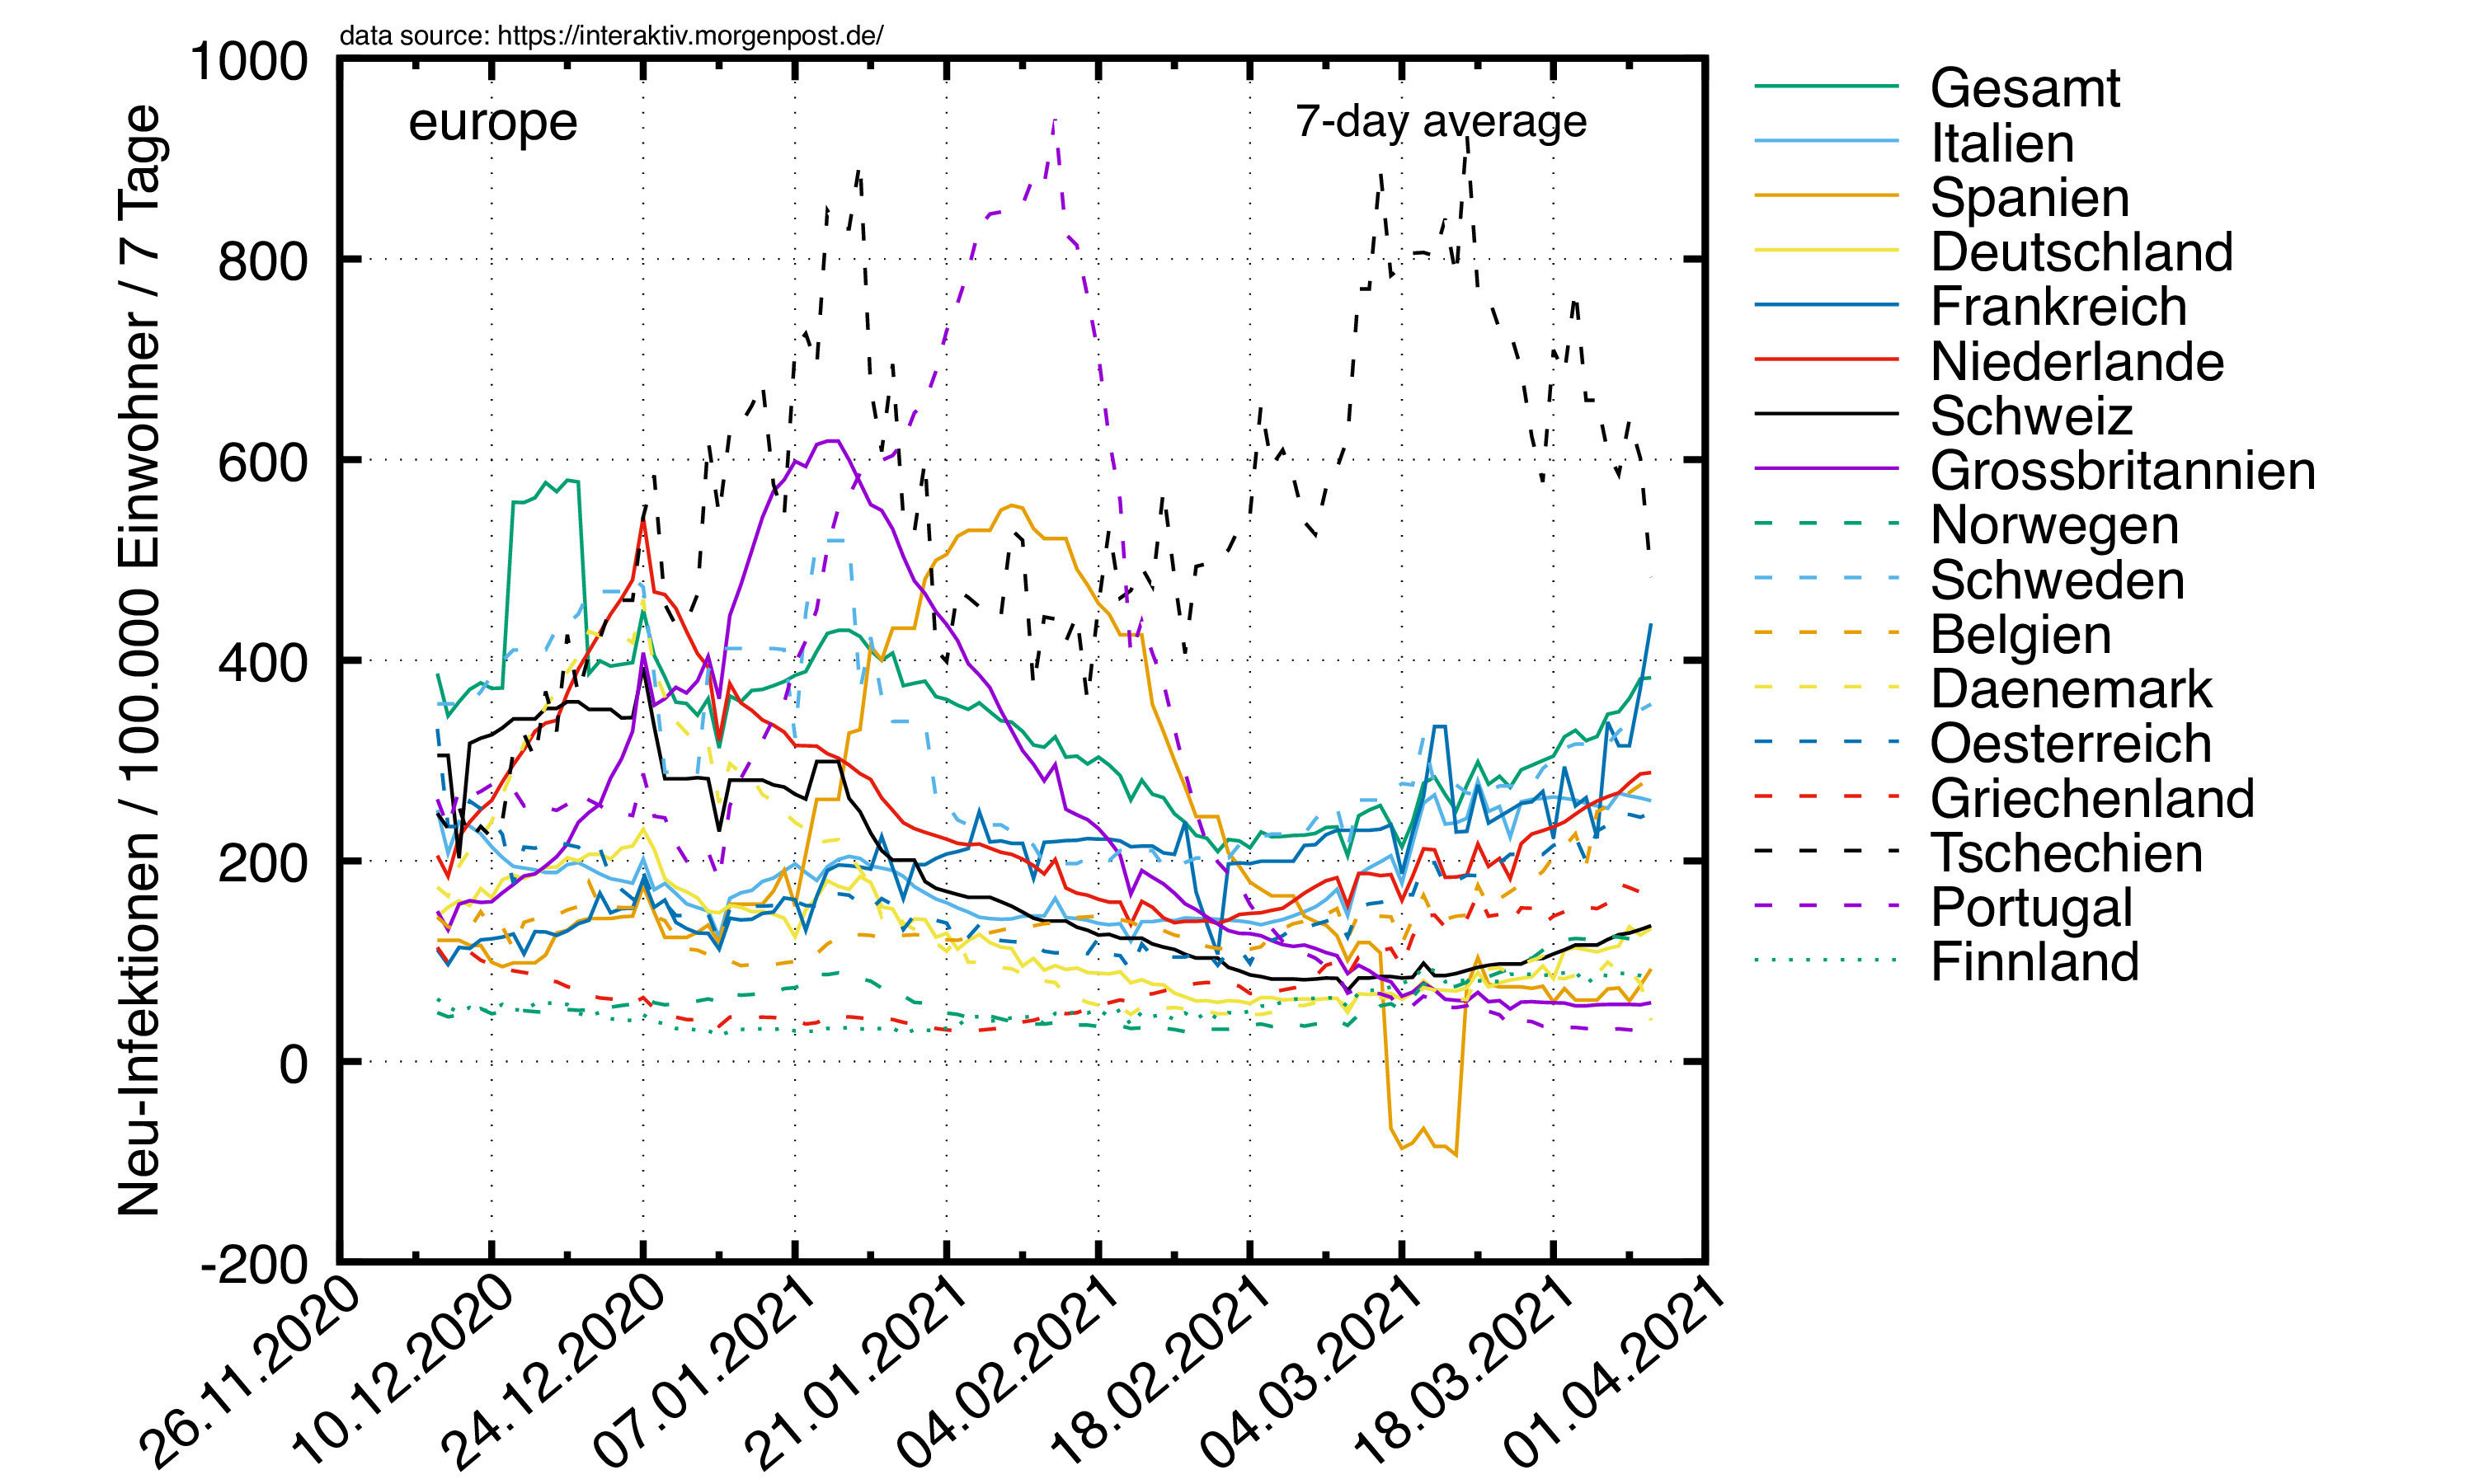 data source: https://interaktiv.morgenpost.de/
europe
7-day average
Neu-Infektionen / 100.000 Einwohner / 7 Tage
1000
800
600
400
200
0
-200
26.11.2020
10.12.2020
24.12.2020
07.01.2021
21.01.2021
04.02.2021
18.02.2021
04.03.2021
18.03.2021
01.04.2021
Gesamt
Italien
Spanien
Deutschland
Frankreich
Niederlande
Schweiz
Grossbritannien
Norwegen
Schweden
Belgien
Daenemark
Oesterreich
Griechenland
Tschechien
Portugal
Finnland